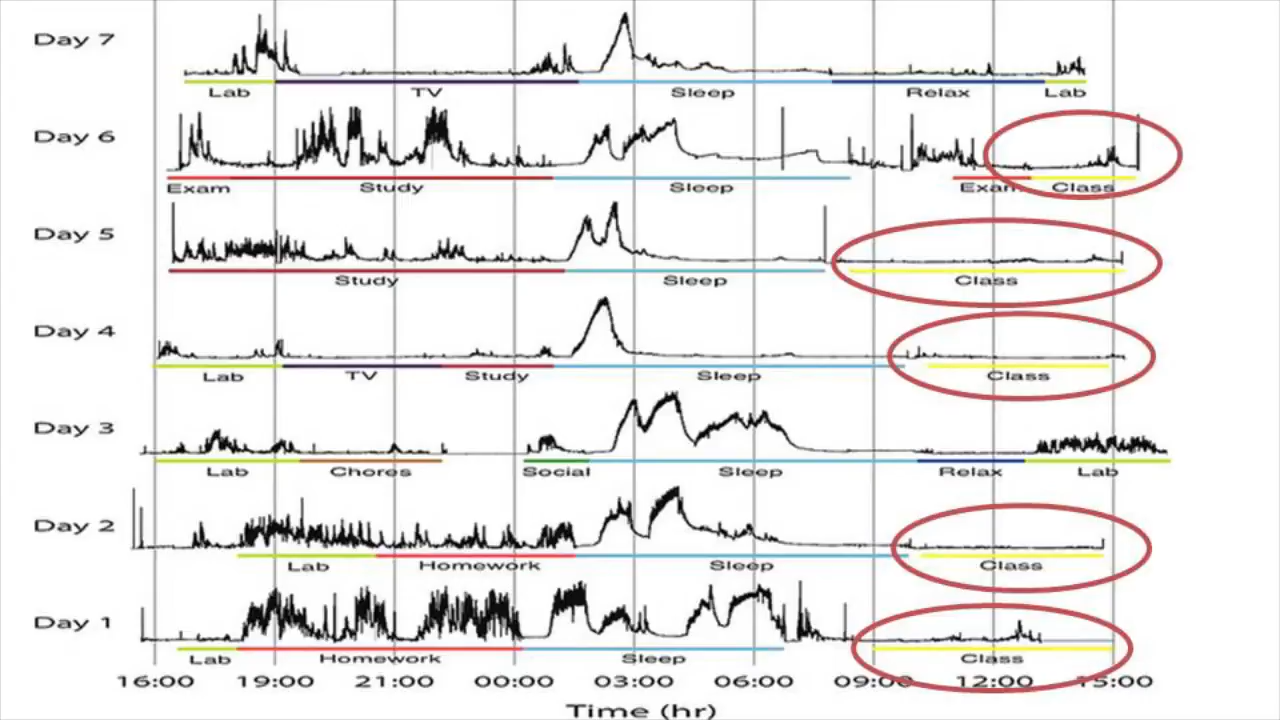 Day 7
Lab TV Sleep Relax Lab
Day 6
Exam Study Sleep Exam Class
Day 5
Study Sleep Class
Day 4
Lab TV Study Sleep Class
Day 3
Lab Chores Social Sleep Relax Lab
Day 2
Lab Homework Sleep Class
Day 1
Lab Homework Sleep Class
16:00 19:00 21:00 00:00 03:00 06:00 09:00 12:00 15:00
Time (hr)